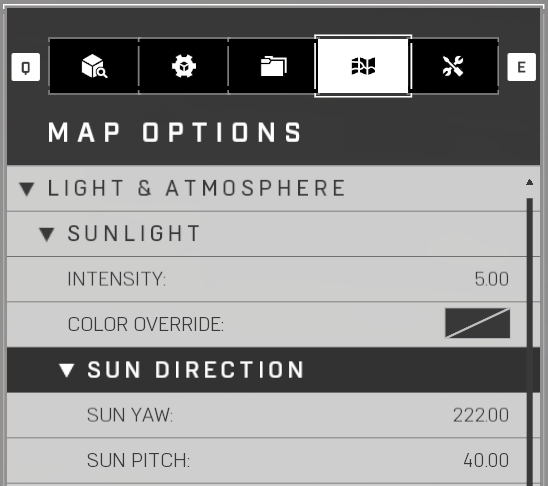 Q E
MAP OPTIONS
LIGHT & ATMOSPHERE
SUNLIGHT
INTENSITY: 5.00
COLOR OVERRIDE:
SUN DIRECTION
SUN YAW: 222.00
SUN PITCH: 40.00